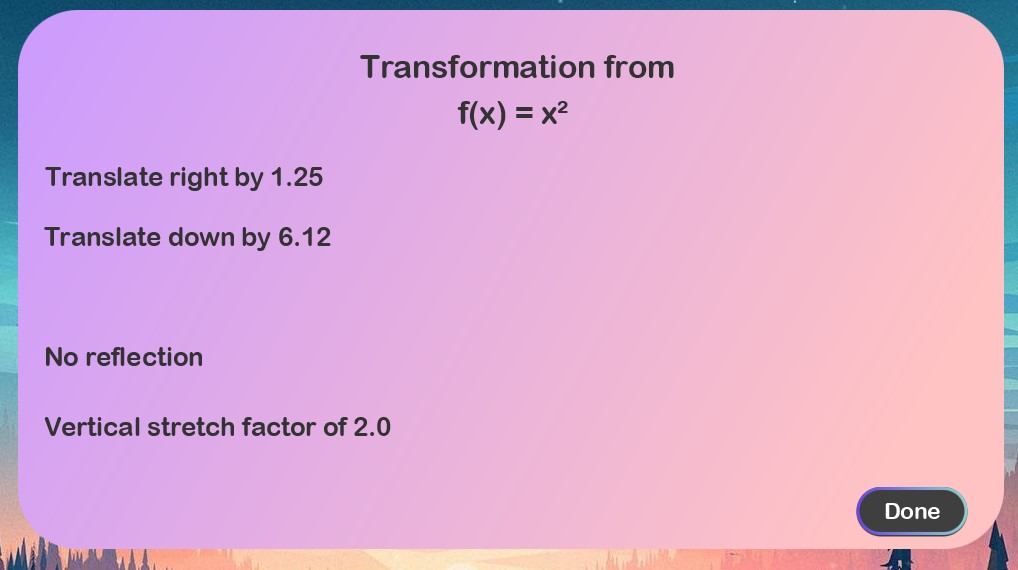 Transformation from
f(x) = x²
Translate right by 1.25
Translate down by 6.12
No reflection
Vertical stretch factor of 2.0
Done